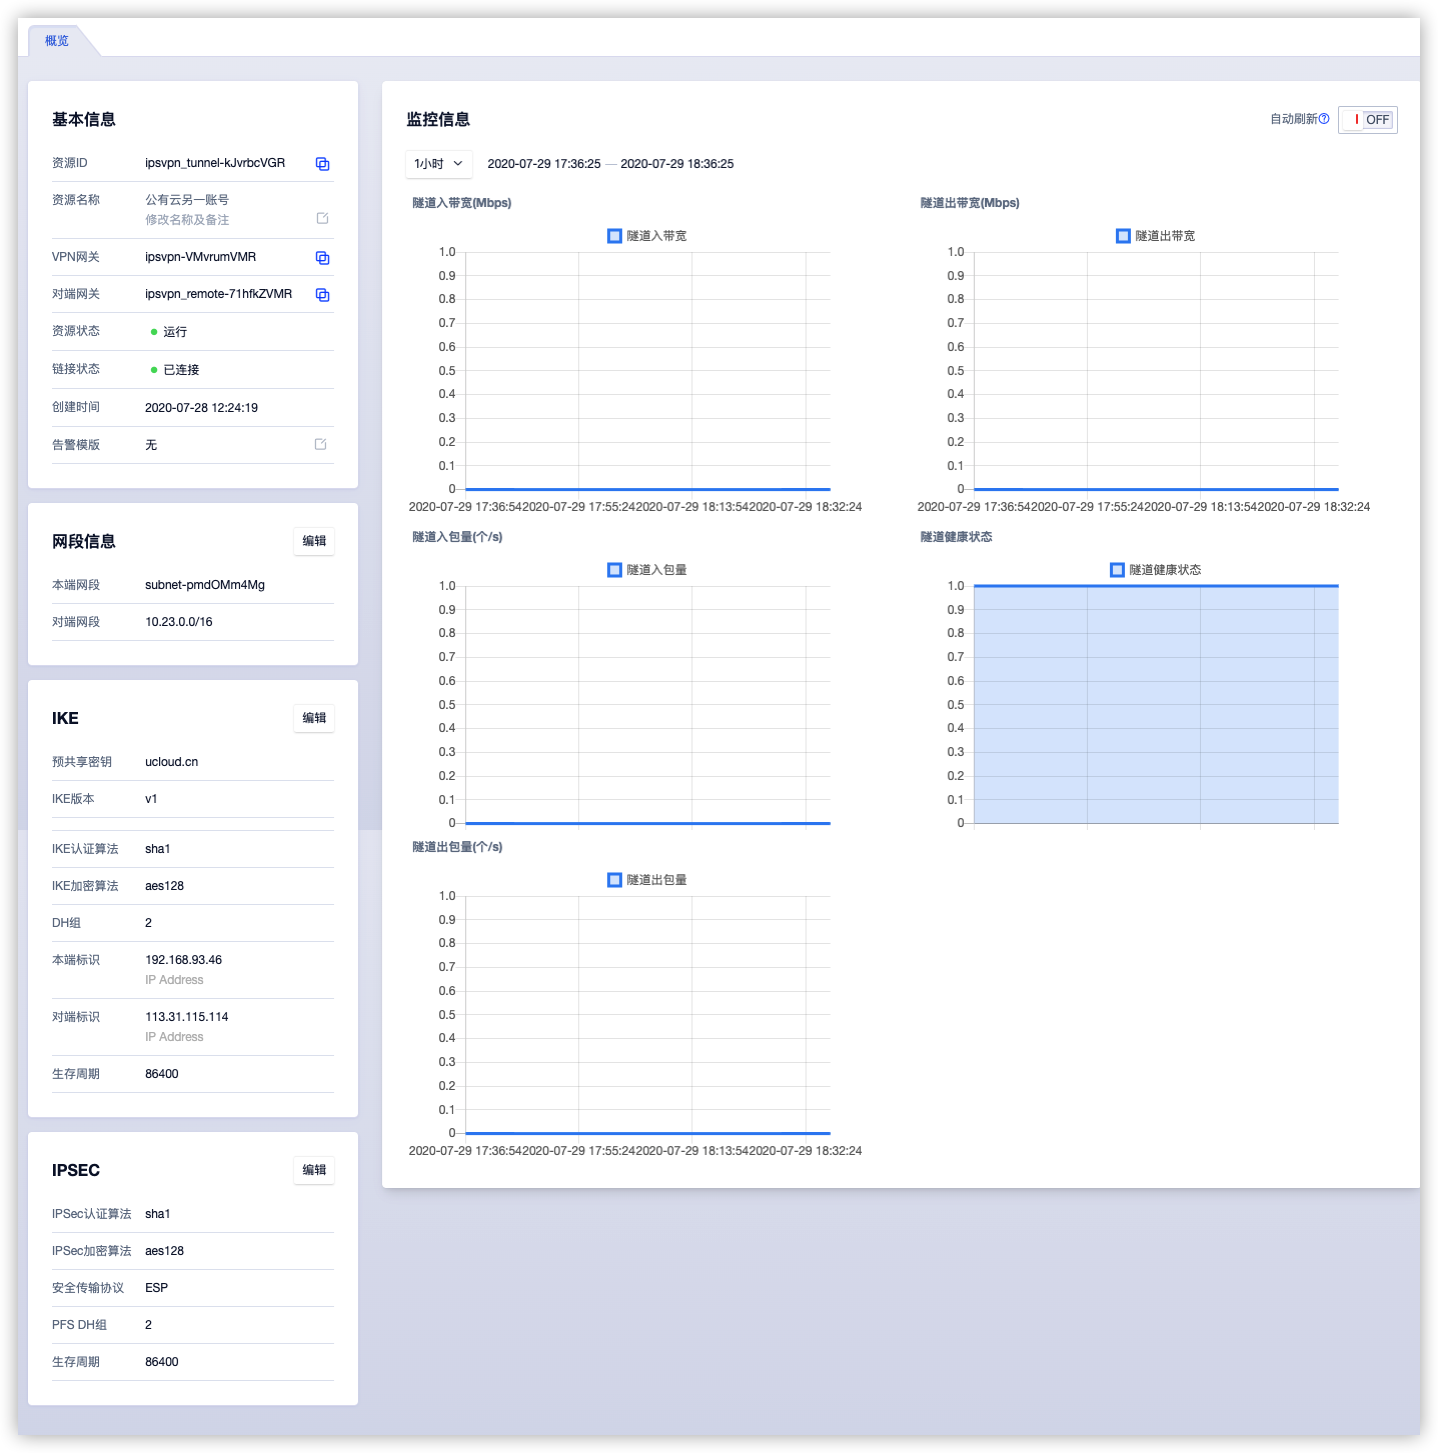 概览
基本信息
资源ID ipsvpn_tunnel-kJvrbcVGR
资源名称 公有云另一账号
修改名称及备注
VPN网关 ipsvpn-VMvrumVMR
对端网关 ipsvpn_remote-71hfkZVMR
资源状态 运行
链接状态 已连接
创建时间 2020-07-28 12:24:19
告警模版 无
网段信息 编辑
本端网段 subnet-pmdOMm4Mg
对端网段 10.23.0.0/16
IKE 编辑
预共享密钥 ucloud.cn
IKE版本 v1
IKE认证算法 sha1
IKE加密算法 aes128
DH组 2
本端标识 192.168.93.46
IP Address
对端标识 113.31.115.114
IP Address
生存周期 86400
IPSEC 编辑
IPSec认证算法 sha1
IPSec加密算法 aes128
安全传输协议 ESP
PFS DH组 2
生存周期 86400
监控信息 自动刷新 OFF
1小时 2020-07-29 17:36:25 — 2020-07-29 18:36:25
隧道入带宽(Mbps)
隧道入带宽
1.0
0.9
0.8
0.7
0.6
0.5
0.4
0.3
0.2
0.1
0
2020-07-29 17:36:54 2020-07-29 17:55:24 2020-07-29 18:13:54 2020-07-29 18:32:24
隧道出带宽(Mbps)
隧道出带宽
1.0
0.9
0.8
0.7
0.6
0.5
0.4
0.3
0.2
0.1
0
2020-07-29 17:36:54 2020-07-29 17:55:24 2020-07-29 18:13:54 2020-07-29 18:32:24
隧道入包量(个/s)
隧道入包量
1.0
0.9
0.8
0.7
0.6
0.5
0.4
0.3
0.2
0.1
0
隧道健康状态
隧道健康状态
1.0
0.9
0.8
0.7
0.6
0.5
0.4
0.3
0.2
0.1
0
隧道出包量(个/s)
隧道出包量
1.0
0.9
0.8
0.7
0.6
0.5
0.4
0.3
0.2
0.1
0
2020-07-29 17:36:54 2020-07-29 17:55:24 2020-07-29 18:13:54 2020-07-29 18:32:24